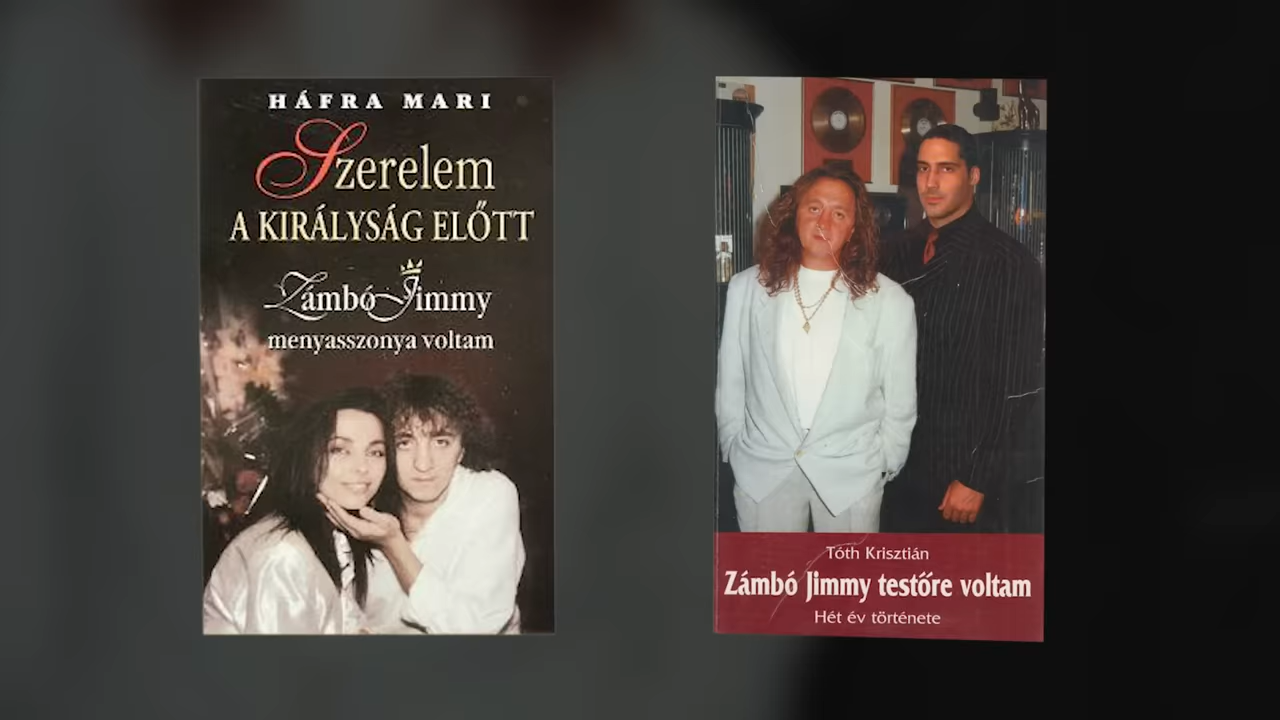 HÁFRA MARI
Szerelem
A KIRÁLYSÁG ELŐTT
Zámbó Jimmy
menyasszonya voltam
Tóth Krisztián
Zámbó Jimmy testőre voltam
Hét év története